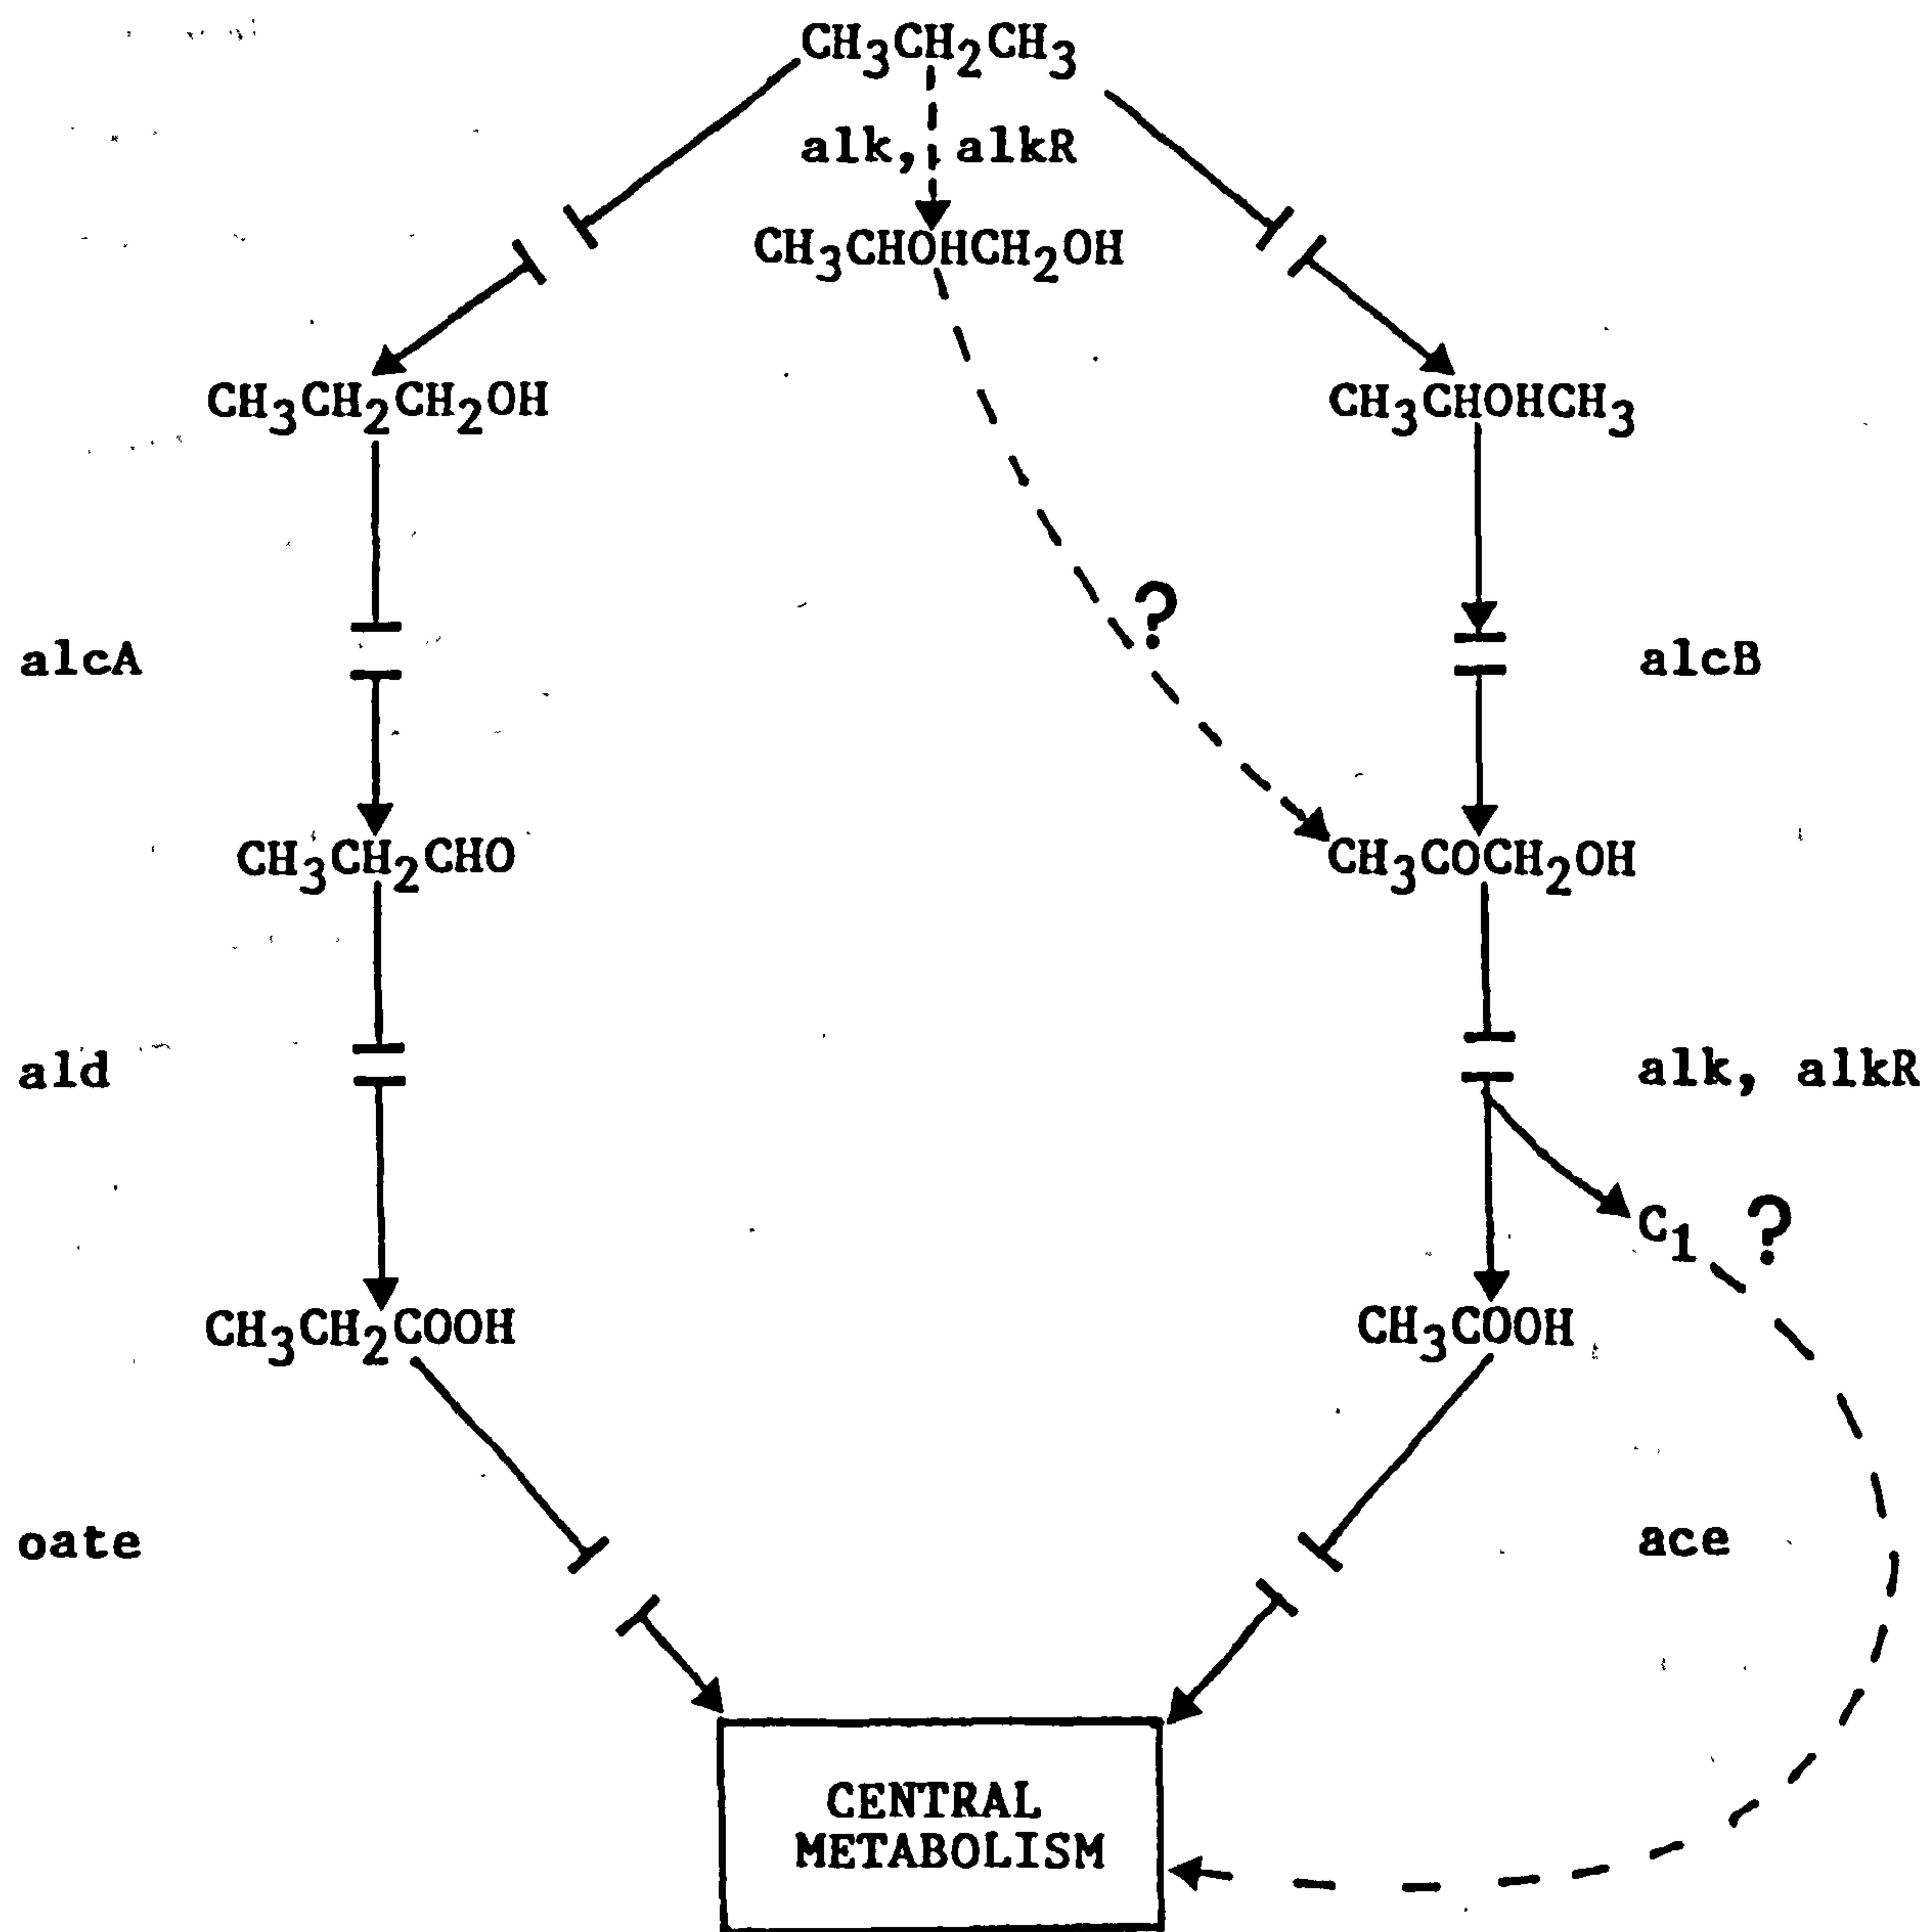 CH3CH2CH3
alk, alkR
CH3CHOHCH2OH
CH3CH2CH2OH
CH3CHOHCH3
?
alcA
alcB
CH3CH2CHO
CH3COCH2OH
ald
alk, alkR
C1 ?
CH3CH2COOH
CH3COOH
oate
ace
CENTRAL
METABOLISM